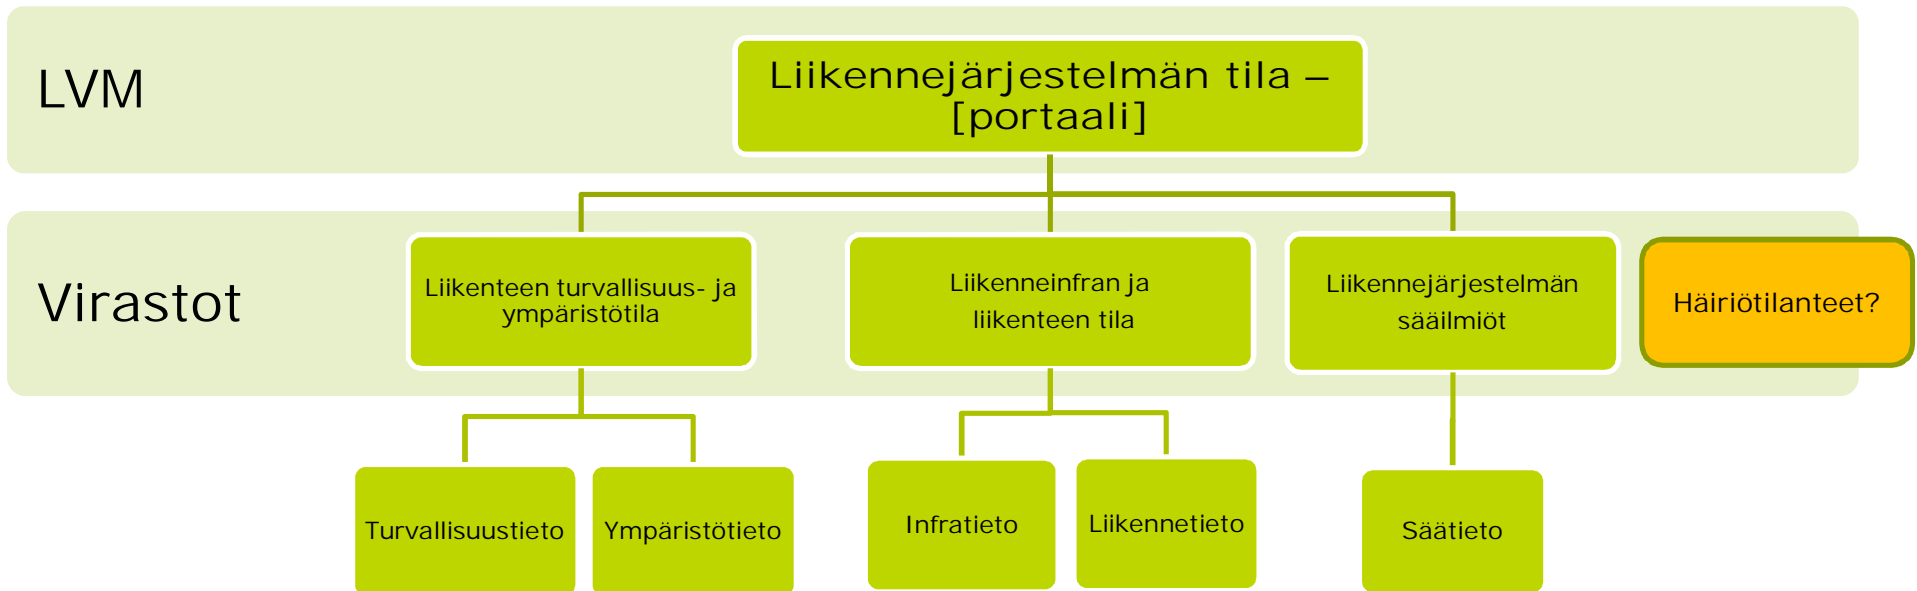 LVM
Liikennejärjestelmän tila –
[portaali]
Virastot
Liikenteen turvallisuus- ja
ympäristötila
Liikenneinfran ja
liikenteen tila
Liikennejärjestelmän
sääilmiöt
Häiriötilanteet?
Turvallisuustieto
Ympäristötieto
Infratieto
Liikennetieto
Säätieto